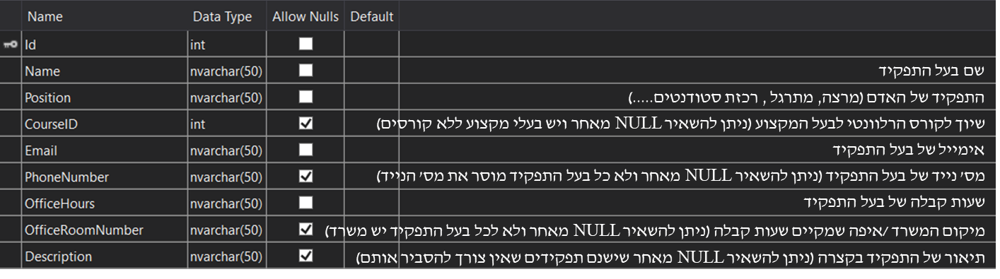 Name Data Type Allow Nulls Default
Id int
Name nvarchar(50) שם בעל התפקיד
Position nvarchar(50) התפקיד של האדם (מרצה, מתרגל , רכזת סטודנטים.....)
CourseID int שיוך לקורס הרלוונטי לבעל המקצוע (ניתן להשאיר NULL מאחר ויש בעלי מקצוע ללא קורסים)
Email nvarchar(50) אימייל של בעל התפקיד
PhoneNumber nvarchar(50) מס' נייד של בעל התפקיד (ניתן להשאיר NULL מאחר ולא כל בעל התפקיד מוסר את מס' הנייד)
OfficeHours nvarchar(50) שעות קבלה של בעל התפקיד
OfficeRoomNumber nvarchar(50) מיקום המשרד /איפה שמקיים שעות קבלה (ניתן להשאיר NULL מאחר ולא לכל בעל התפקיד יש משרד)
Description nvarchar(50) תיאור של התפקיד בקצרה (ניתן להשאיר NULL מאחר שישנם תפקידים שאין צורך להסביר אותם)